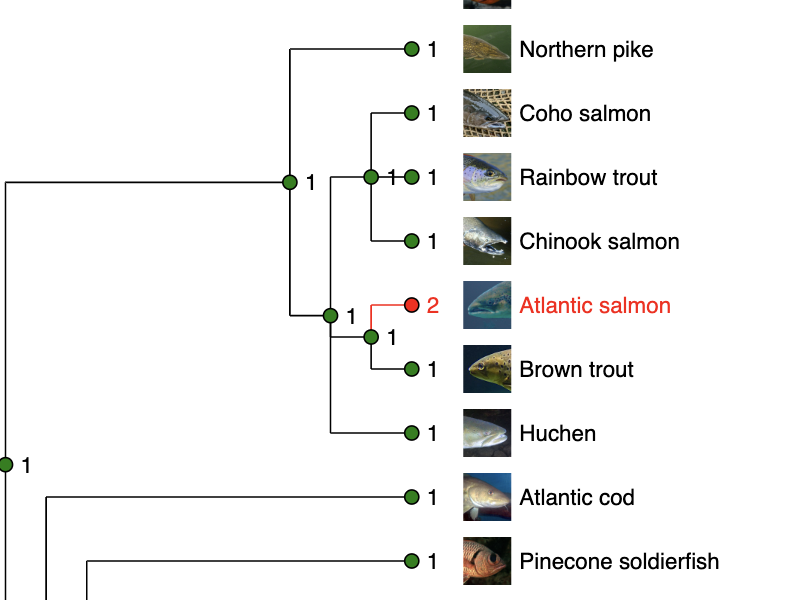 1 Northern pike
1 Coho salmon
1
1 1 Rainbow trout
1 Chinook salmon
2 Atlantic salmon
1
1
1 Brown trout
1 Huchen
1
1 Atlantic cod
1 Pinecone soldierfish